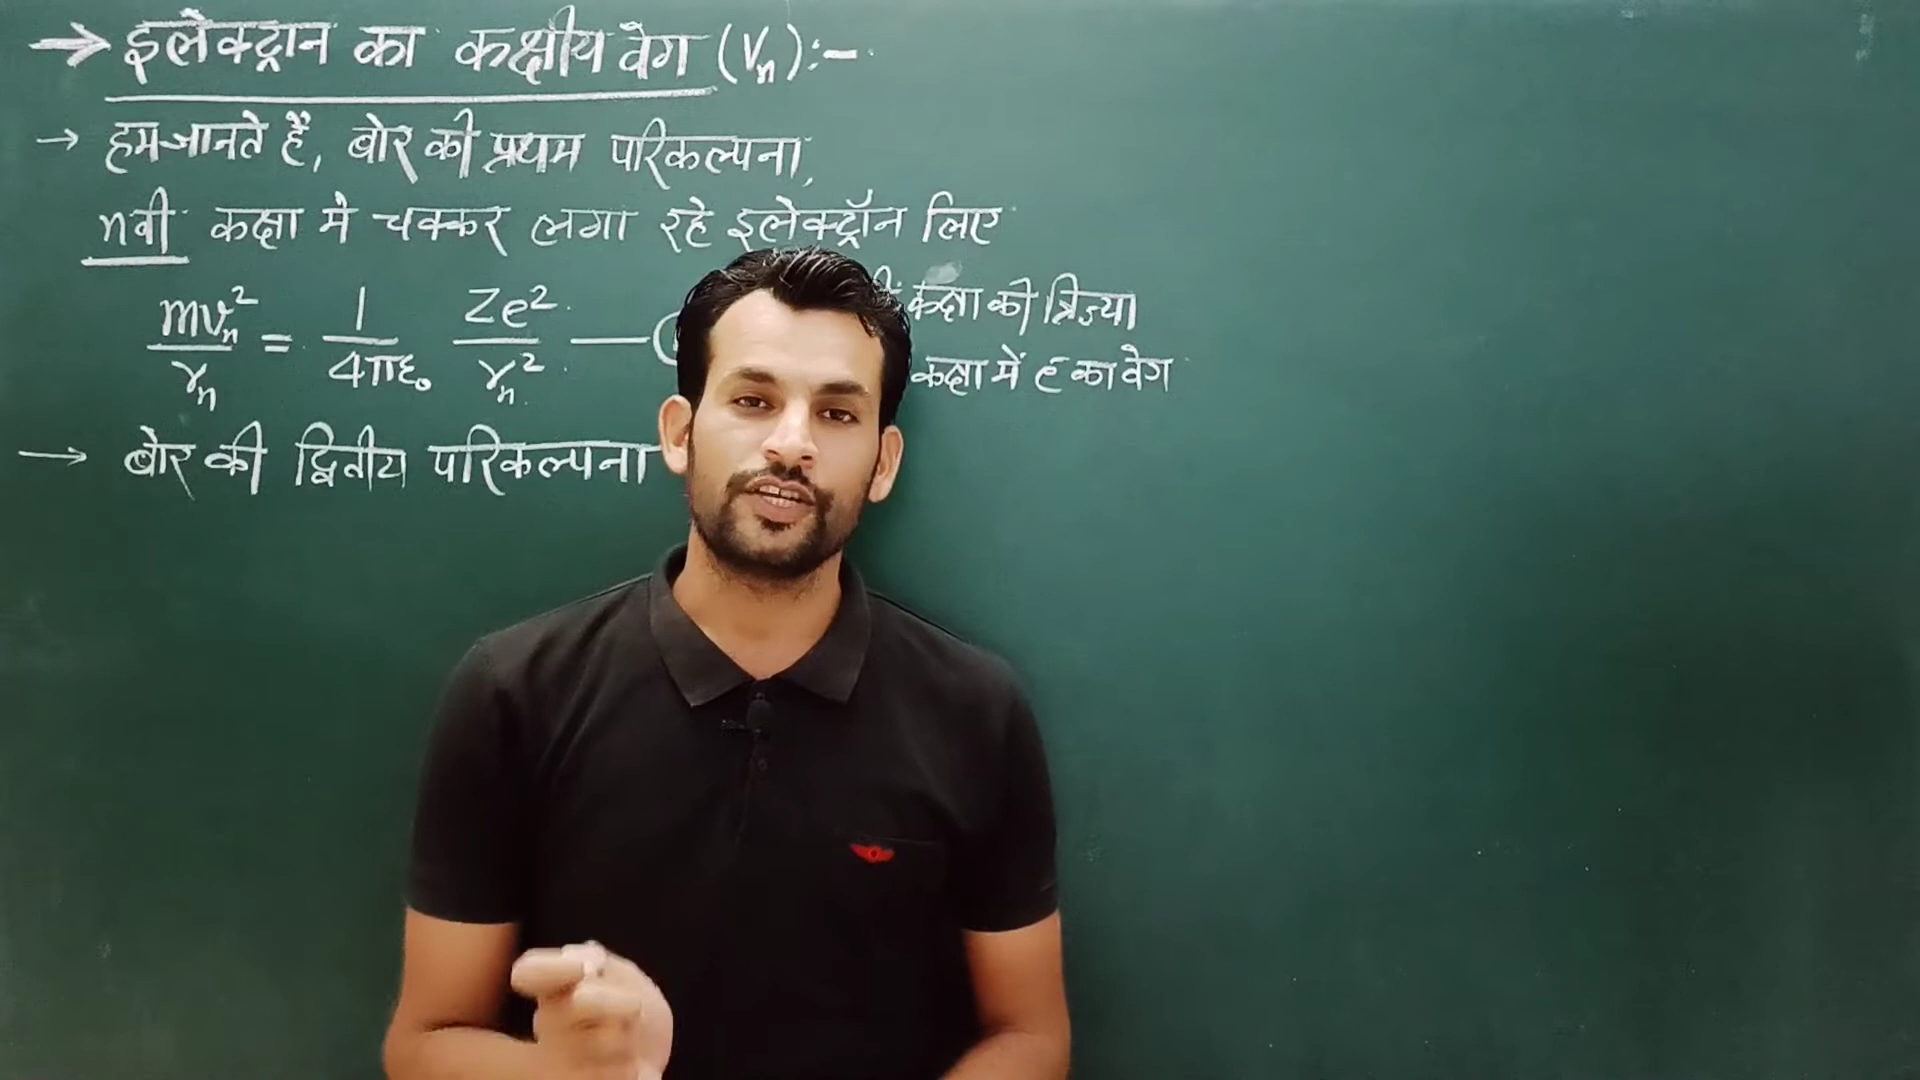 → इलेक्ट्रान का कक्षीय वेग (Vₙ):-
→ हम जानते हैं, बोर की प्रथम परिकल्पना,
nवी कक्षा में चक्कर लगा रहे इलेक्ट्रॉन लिए
mvₙ²/rₙ = 1/4πε₀ Ze²/rₙ² —
कक्षा की त्रिज्या
कक्षा में e⁻ का वेग
→ बोर की द्वितीय परिकल्पना